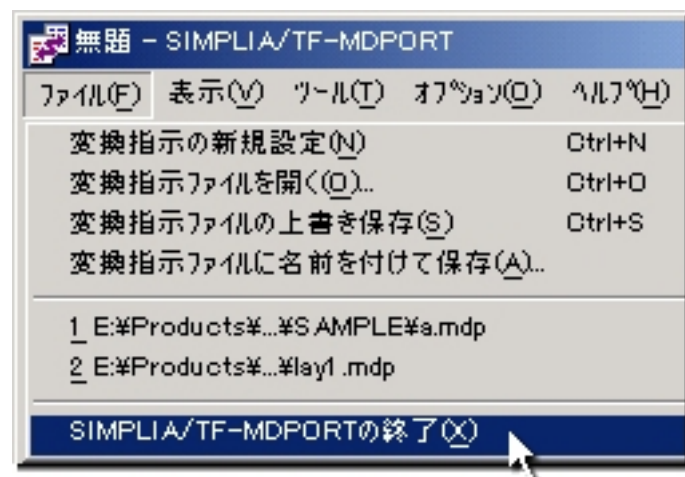 無題 - SIMPLIA/TF-MDPORT
ﾌｧｲﾙ(F) 表示(V) ﾂｰﾙ(T) ｵﾌﾟｼｮﾝ(O) ﾍﾙﾌﾟ(H)
変換指示の新規設定(N) Ctrl+N
変換指示ﾌｧｲﾙを開く(O)... Ctrl+O
変換指示ﾌｧｲﾙの上書き保存(S) Ctrl+S
変換指示ﾌｧｲﾙに名前を付けて保存(A)...
1 E:¥Products¥...¥SAMPLE¥a.mdp
2 E:¥Products¥...¥lay1.mdp
SIMPLIA/TF-MDPORTの終了(X)